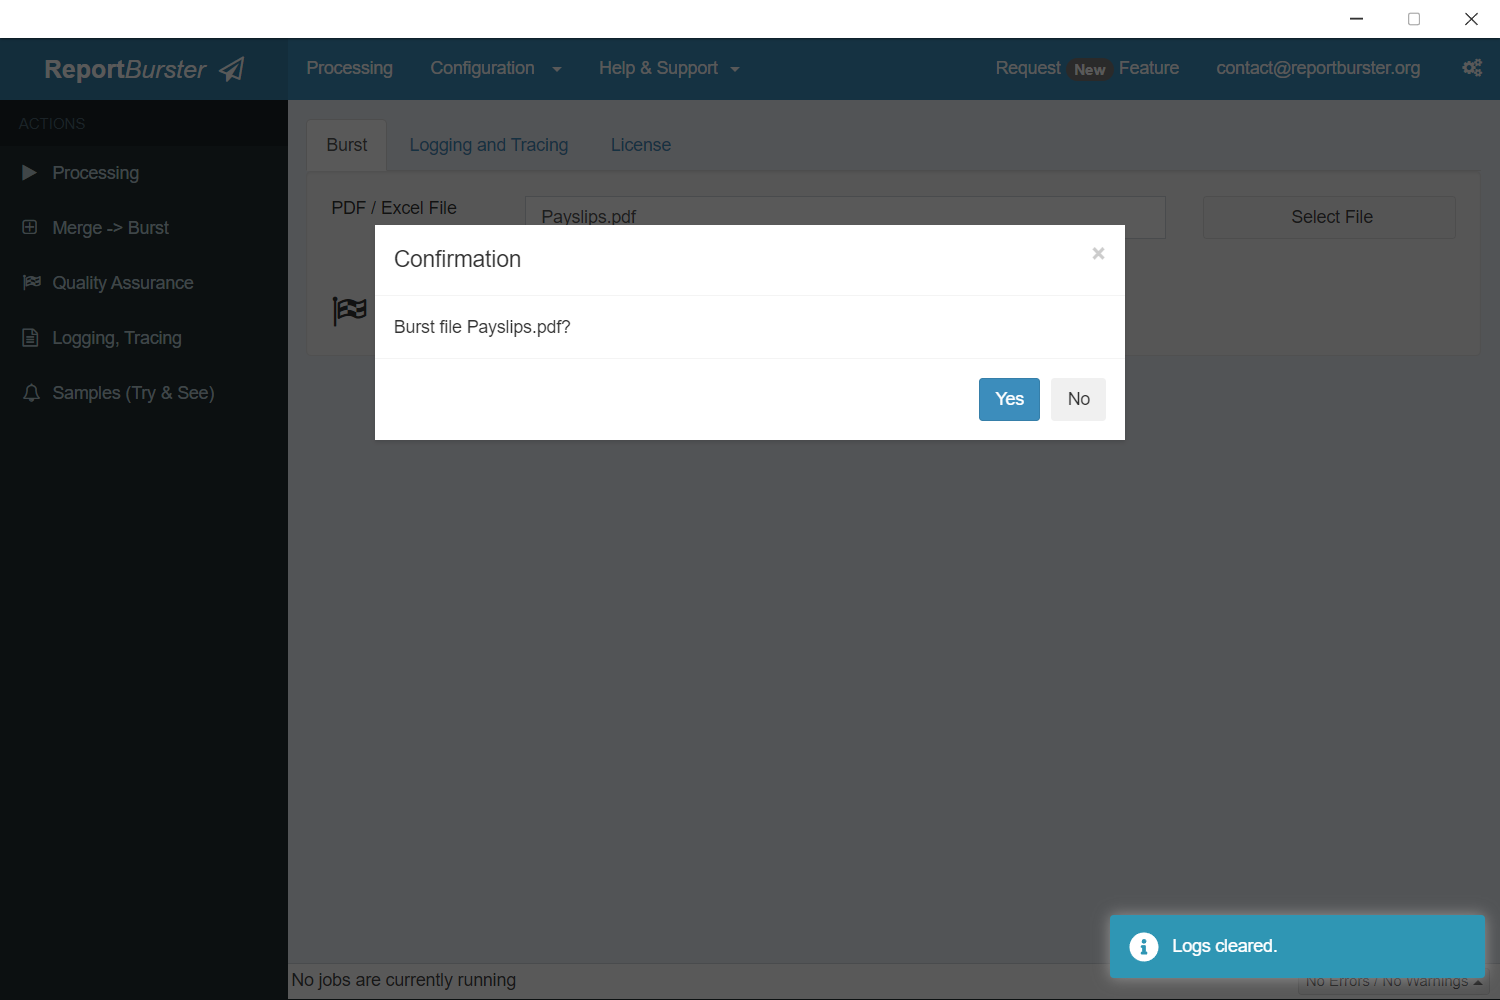 ReportBurster
Processing
Configuration
Help & Support
Request New Feature
contact@reportburster.org
ACTIONS
Processing
Merge -> Burst
Quality Assurance
Logging, Tracing
Samples (Try & See)
Burst
Logging and Tracing
License
PDF / Excel File
Payslips.pdf
Select File
Confirmation
×
Burst file Payslips.pdf?
Yes
No
Logs cleared.
No jobs are currently running
No Errors / No Warnings